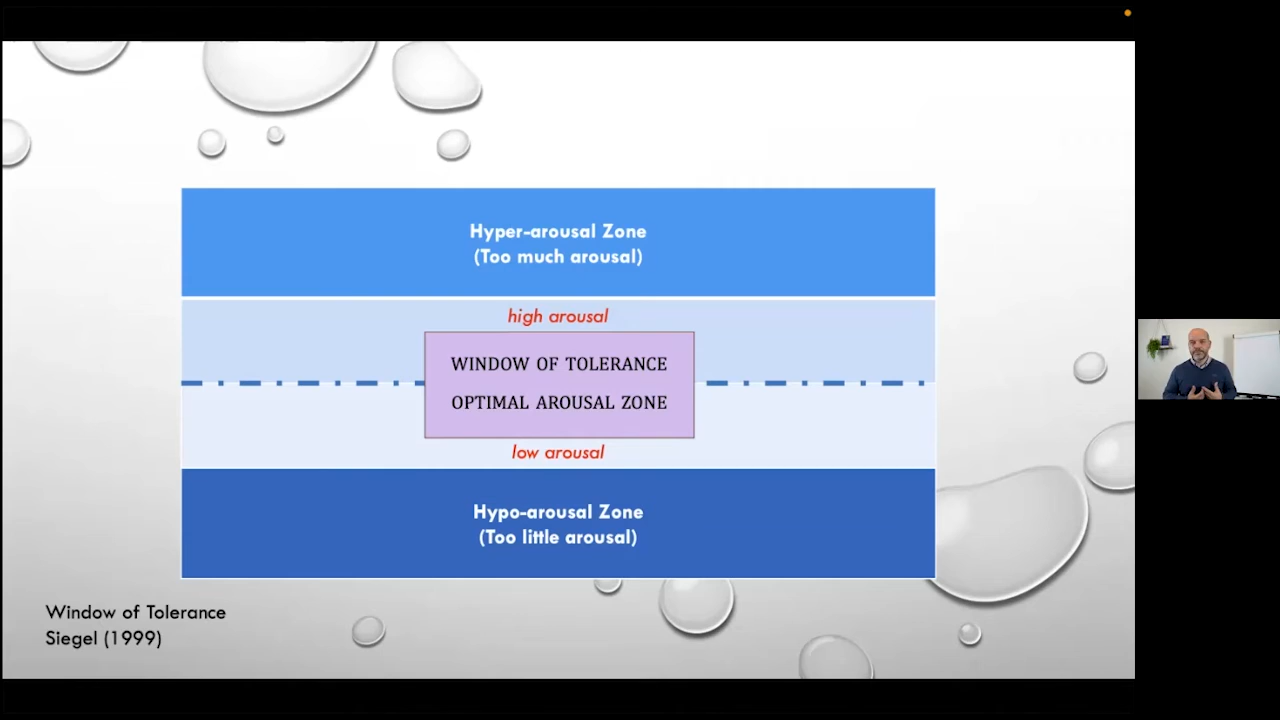 Hyper-arousal Zone
(Too much arousal)
high arousal
WINDOW OF TOLERANCE
OPTIMAL AROUSAL ZONE
low arousal
Hypo-arousal Zone
(Too little arousal)
Window of Tolerance
Siegel (1999)